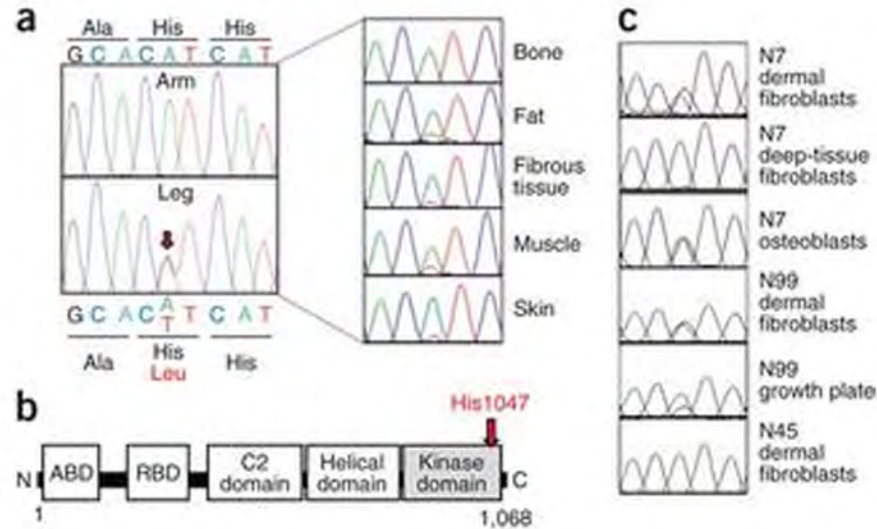 a
Ala His His
G C A C A T C A T
Arm
Leg
G C A C A T C A T
T
Ala His His
Leu
Bone
Fat
Fibrous
tissue
Muscle
Skin
b
His1047
N ABD RBD C2
domain Helical
domain Kinase
domain C
1 1,068
c
N7
dermal
fibroblasts
N7
deep-tissue
fibroblasts
N7
osteoblasts
N99
dermal
fibroblasts
N99
growth plate
N45
dermal
fibroblasts